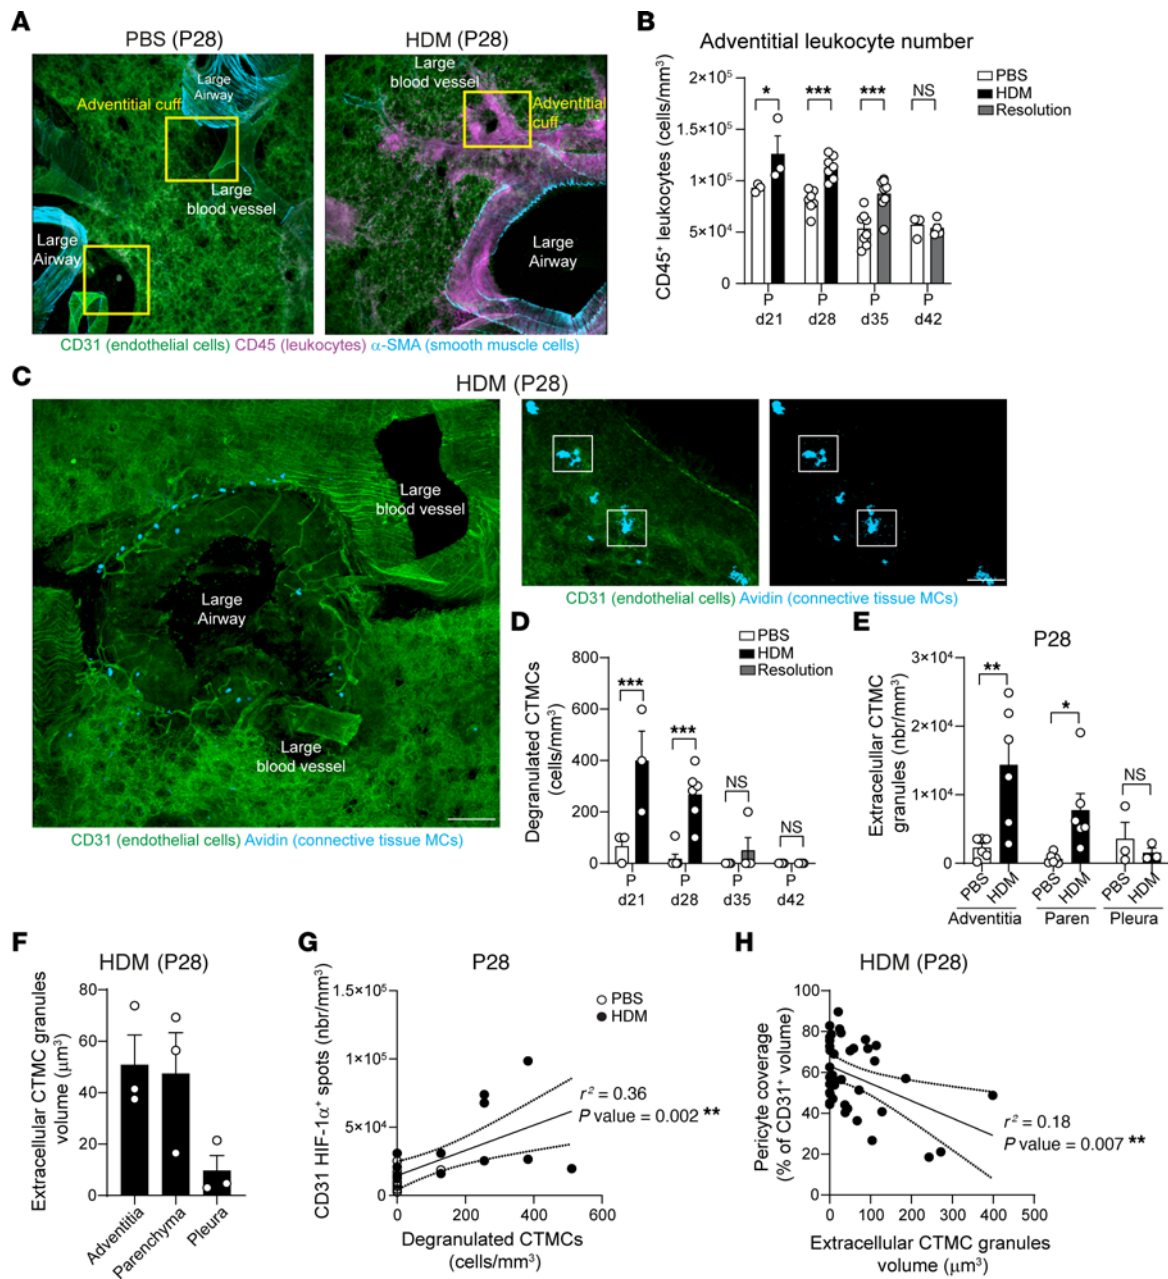 A
PBS (P28)
HDM (P28)
Large
Airway
Adventitial cuff
Large
blood vessel
Large
Airway
Large
blood vessel
Adventitial
cuff
Large
Airway
CD31 (endothelial cells) CD45 (leukocytes) α-SMA (smooth muscle cells)
B
Adventitial leukocyte number
CD45⁺ leukocytes (cells/mm³)
2×10⁵
1.5×10⁵
1×10⁵
5×10⁴
0
* *** *** NS
PBS
HDM
Resolution
P P P P
d21 d28 d35 d42
C
HDM (P28)
Large
blood vessel
Large
Airway
Large
blood vessel
CD31 (endothelial cells) Avidin (connective tissue MCs)
CD31 (endothelial cells) Avidin (connective tissue MCs)
D
PBS
HDM
Resolution
Degranulated CTMCs
(cells/mm³)
800
600
400
200
0
*** *** NS NS
P P P P
d21 d28 d35 d42
E
P28
Extracellular CTMC
granules (nbr/mm³)
3×10⁴
2×10⁴
1×10⁴
0
** * NS
PBS HDM PBS HDM PBS HDM
Adventitia Paren Pleura
F
HDM (P28)
Extracellular CTMC granules
volume (μm³)
80
60
40
20
0
Adventitia
Parenchyma
Pleura
G
P28
CD31 HIF-1α⁺ spots (nbr/mm³)
1.5×10⁵
1×10⁵
5×10⁴
0
PBS
HDM
r² = 0.36
P value = 0.002 **
0 200 400 600
Degranulated CTMCs
(cells/mm³)
H
HDM (P28)
Pericyte coverage
(% of CD31⁺ volume)
100
80
60
40
20
0
r² = 0.18
P value = 0.007 **
0 100 200 300 400 500
Extracellular CTMC granules
volume (μm³)